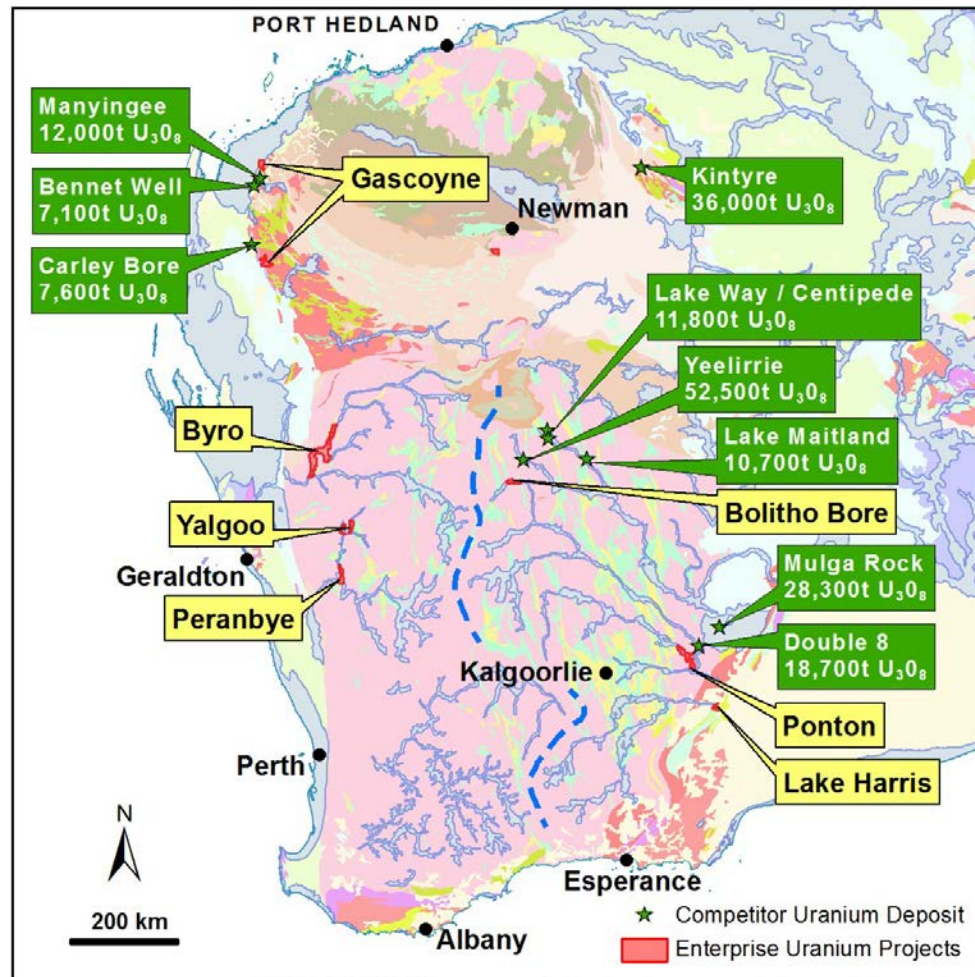 PORT HEDLAND
Manyingee
12,000t U₃0₈
Bennet Well
7,100t U₃0₈
Carley Bore
7,600t U₃0₈
Gascoyne
Newman
Kintyre
36,000t U₃0₈
Lake Way / Centipede
11,800t U₃0₈
Yeelirrie
52,500t U₃0₈
Lake Maitland
10,700t U₃0₈
Byro
Bolitho Bore
Yalgoo
Geraldton
Peranbye
Mulga Rock
28,300t U₃0₈
Double 8
18,700t U₃0₈
Kalgoorlie
Ponton
Perth
Lake Harris
N
Esperance
200 km
Albany
Competitor Uranium Deposit
Enterprise Uranium Projects